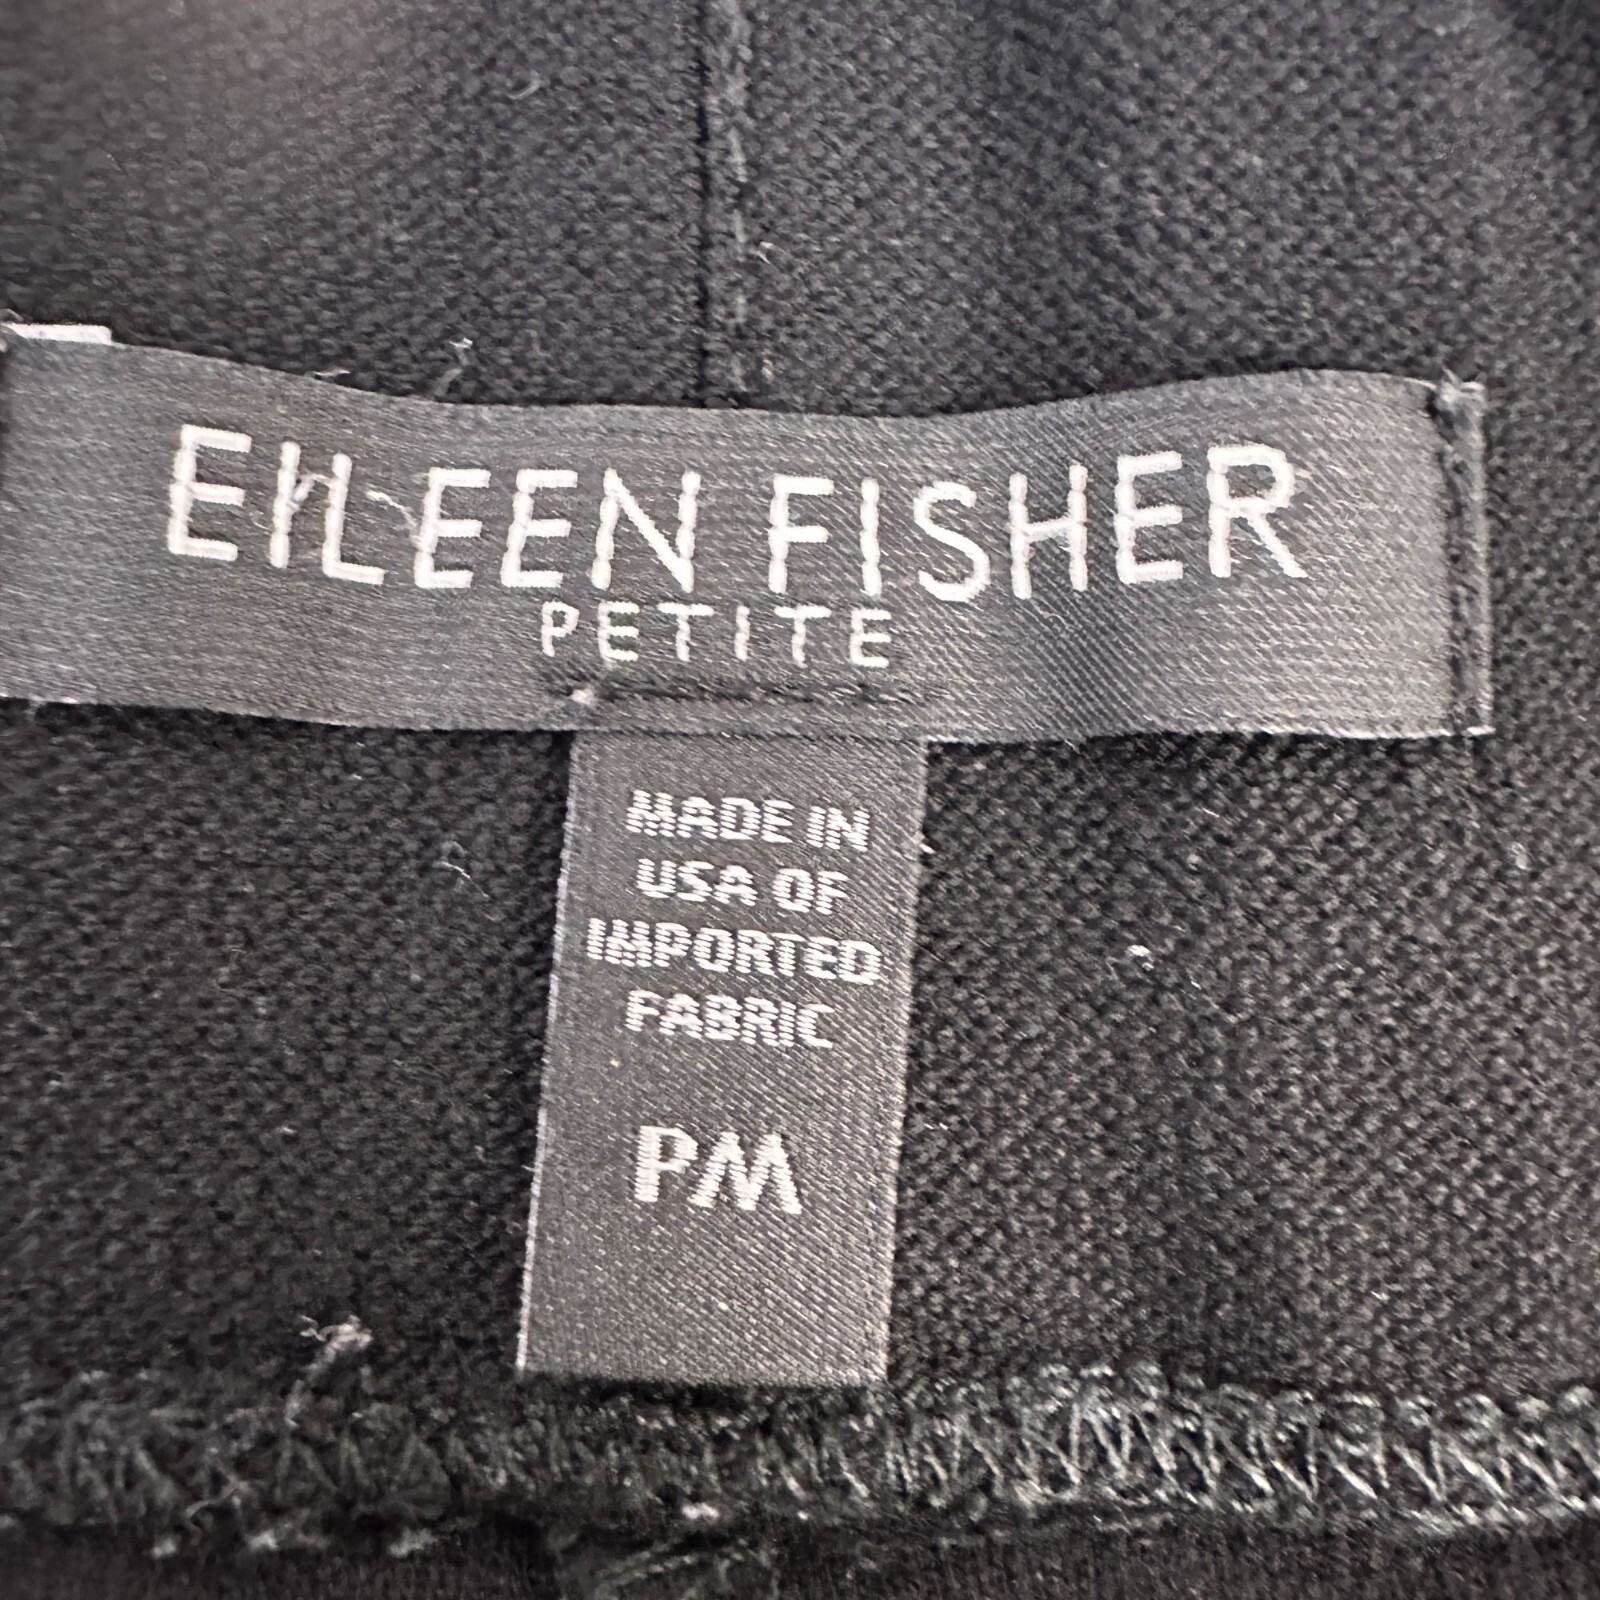 EILEEN FISHER
PETITE
MADE IN
USA OF
IMPORTED
FABRIC
PM